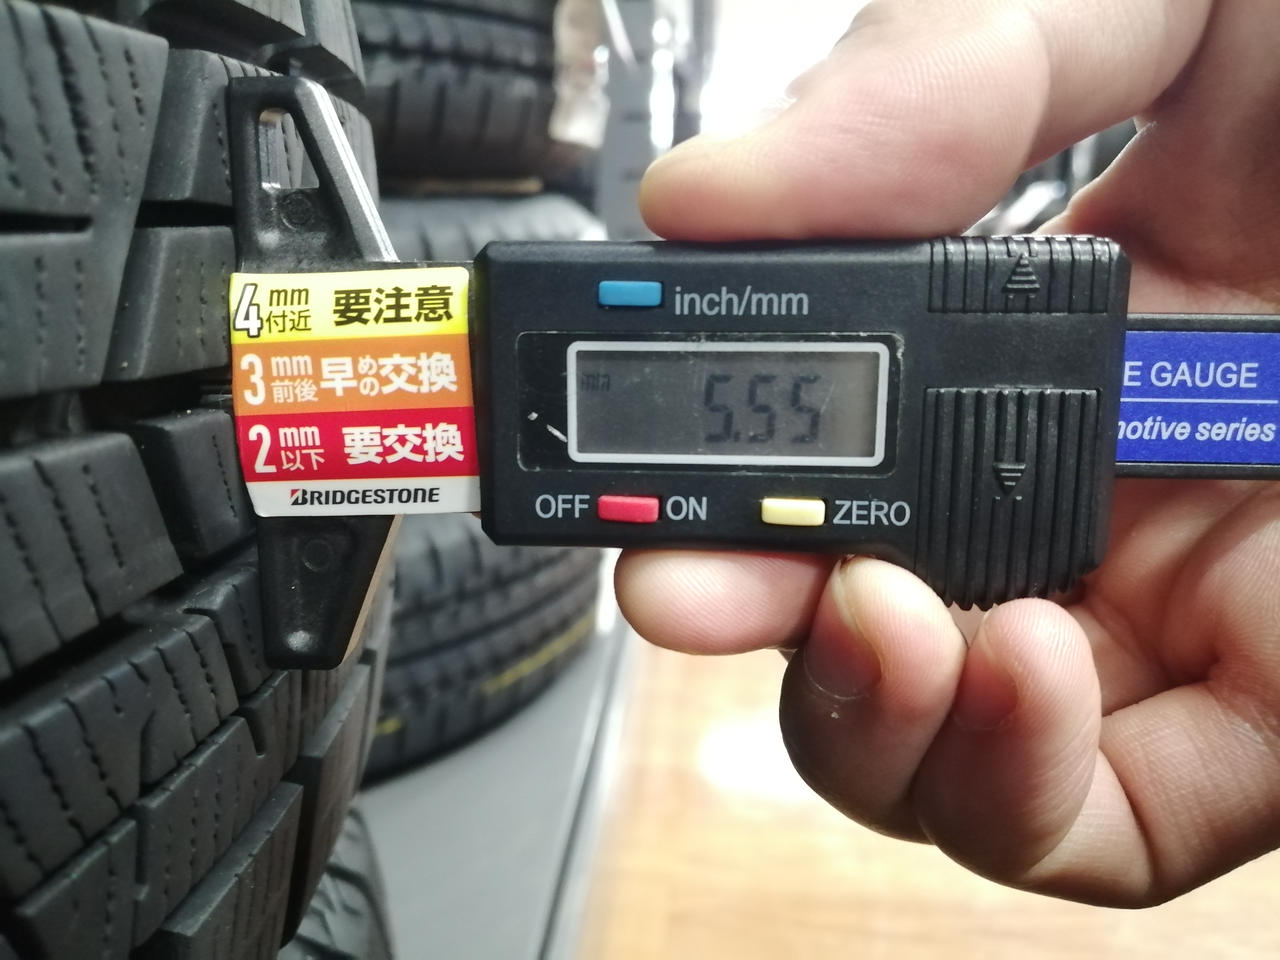 4mm付近 要注意
3mm前後 早めの交換
2mm以下 要交換
BRIDGESTONE
inch/mm
mm
5.55
OFF ON ZERO
E GAUGE
motive series